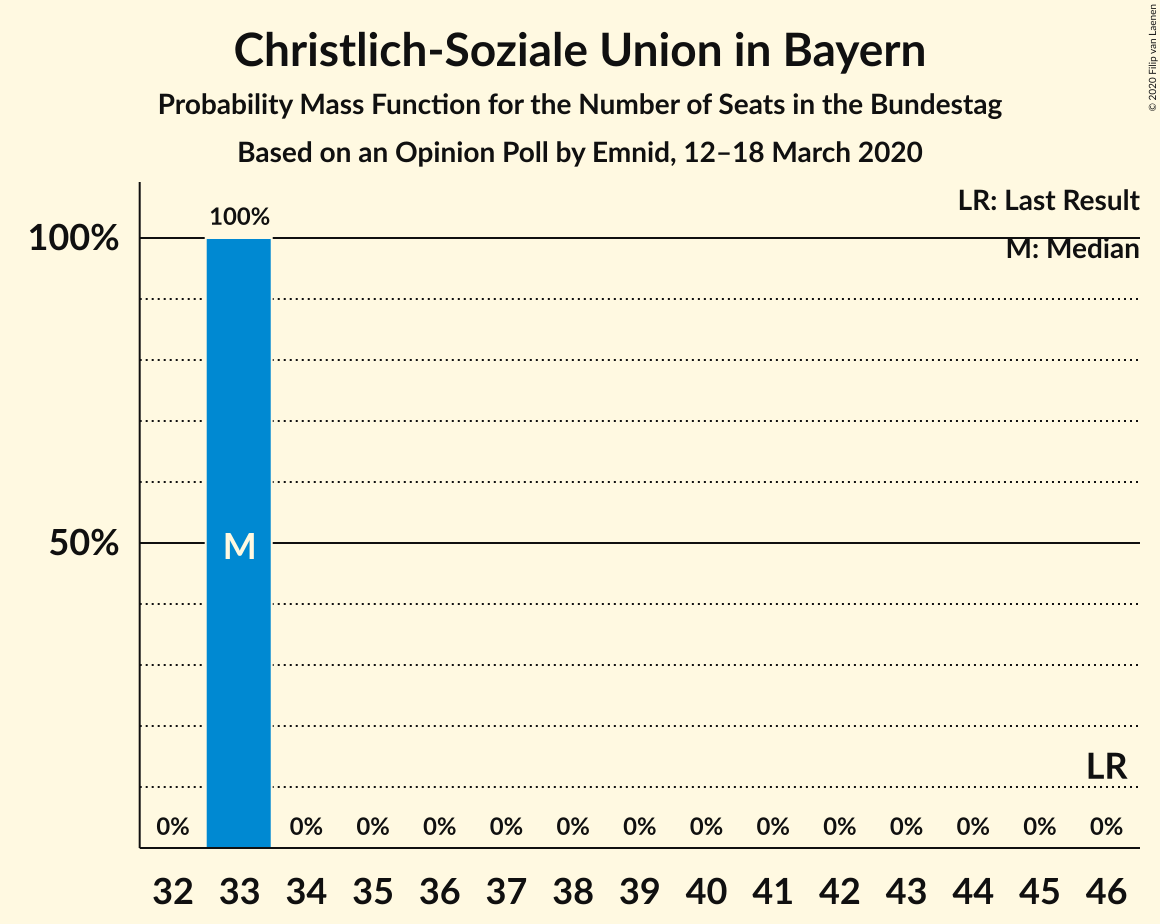 Christlich-Soziale Union in Bayern
Probability Mass Function for the Number of Seats in the Bundestag
Based on an Opinion Poll by Emnid, 12–18 March 2020
© 2020 Filip van Laenen
LR: Last Result
M: Median
100%
100%
50%
M
LR
0% 0% 0% 0% 0% 0% 0% 0% 0% 0% 0% 0% 0% 0%
32 33 34 35 36 37 38 39 40 41 42 43 44 45 46